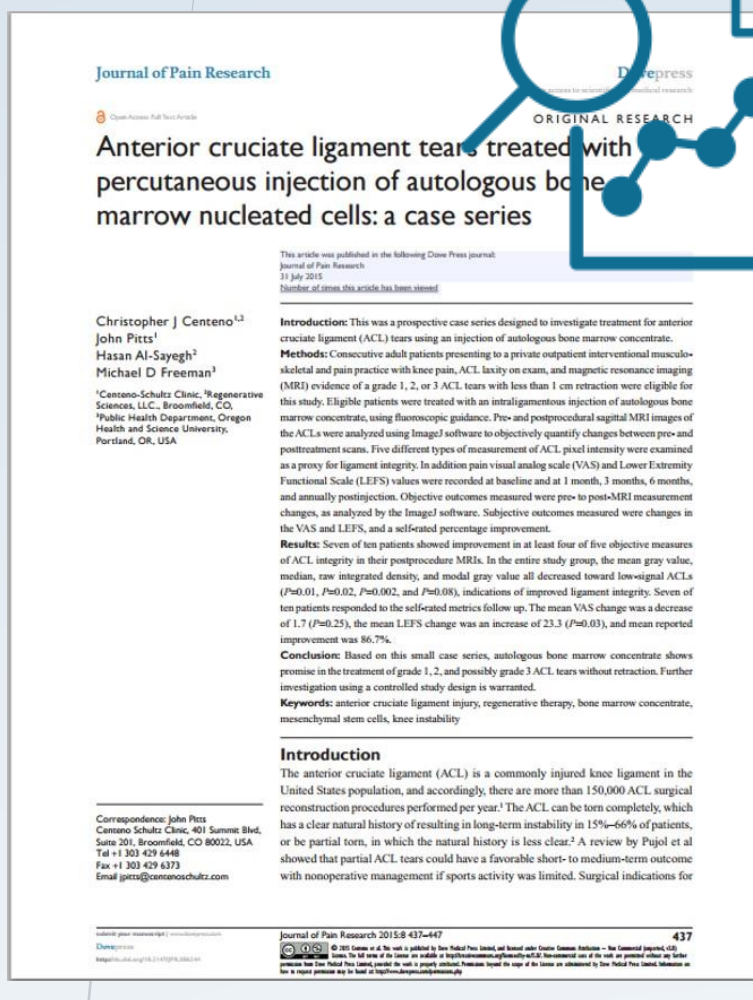 Journal of Pain Research
Dovepress
access to scientific medical research
Open Access Full Text Article
ORIGINAL RESEARCH
Anterior cruciate ligament tears treated with
percutaneous injection of autologous bone
marrow nucleated cells: a case series
This article was published in the following Dove Press journal:
Journal of Pain Research
31 July 2015
Number of times this article has been viewed
Christopher J Centeno1,2
John Pitts1
Hasan Al-Sayegh2
Michael D Freeman3
1Centeno-Schultz Clinic, 2Regenerative
Sciences, LLC., Broomfield, CO,
3Public Health Department, Oregon
Health and Science University,
Portland, OR, USA
Introduction: This was a prospective case series designed to investigate treatment for anterior
cruciate ligament (ACL) tears using an injection of autologous bone marrow concentrate.
Methods: Consecutive adult patients presenting to a private outpatient interventional musculo-
skeletal and pain practice with knee pain, ACL laxity on exam, and magnetic resonance imaging
(MRI) evidence of a grade 1, 2, or 3 ACL tears with less than 1 cm retraction were eligible for
this study. Eligible patients were treated with an intraligamentous injection of autologous bone
marrow concentrate, using fluoroscopic guidance. Pre- and postprocedural sagittal MRI images of
the ACLs were analyzed using ImageJ software to objectively quantify changes between pre- and
posttreatment scans. Five different types of measurement of ACL pixel intensity were examined
as a proxy for ligament integrity. In addition pain visual analog scale (VAS) and Lower Extremity
Functional Scale (LEFS) values were recorded at baseline and at 1 month, 3 months, 6 months,
and annually postinjection. Objective outcomes measured were pre- to post-MRI measurement
changes, as analyzed by the ImageJ software. Subjective outcomes measured were changes in
the VAS and LEFS, and a self-rated percentage improvement.
Results: Seven of ten patients showed improvement in at least four of five objective measures
of ACL integrity in their postprocedure MRIs. In the entire study group, the mean gray value,
median, raw integrated density, and modal gray value all decreased toward low-signal ACLs
(P=0.01, P=0.02, P=0.002, and P=0.08), indications of improved ligament integrity. Seven of
ten patients responded to the self-rated metrics follow up. The mean VAS change was a decrease
of 1.7 (P=0.25), the mean LEFS change was an increase of 23.3 (P=0.03), and mean reported
improvement was 86.7%.
Conclusion: Based on this small case series, autologous bone marrow concentrate shows
promise in the treatment of grade 1, 2, and possibly grade 3 ACL tears without retraction. Further
investigation using a controlled study design is warranted.
Keywords: anterior cruciate ligament injury, regenerative therapy, bone marrow concentrate,
mesenchymal stem cells, knee instability
Introduction
The anterior cruciate ligament (ACL) is a commonly injured knee ligament in the
United States population, and accordingly, there are more than 150,000 ACL surgical
reconstruction procedures performed per year.1 The ACL can be torn completely, which
has a clear natural history of resulting in long-term instability in 15%–66% of patients,
or be partial torn, in which the natural history is less clear.2 A review by Pujol et al
showed that partial ACL tears could have a favorable short- to medium-term outcome
with nonoperative management if sports activity was limited. Surgical indications for
Correspondence: John Pitts
Centeno Schultz Clinic, 401 Summit Blvd,
Suite 201, Broomfield, CO 80022, USA
Tel +1 303 429 6448
Fax +1 303 429 6373
Email jpitts@centenoschultz.com
submit your manuscript | www.dovepress.com
Dovepress
Journal of Pain Research 2015:8 437–447
437